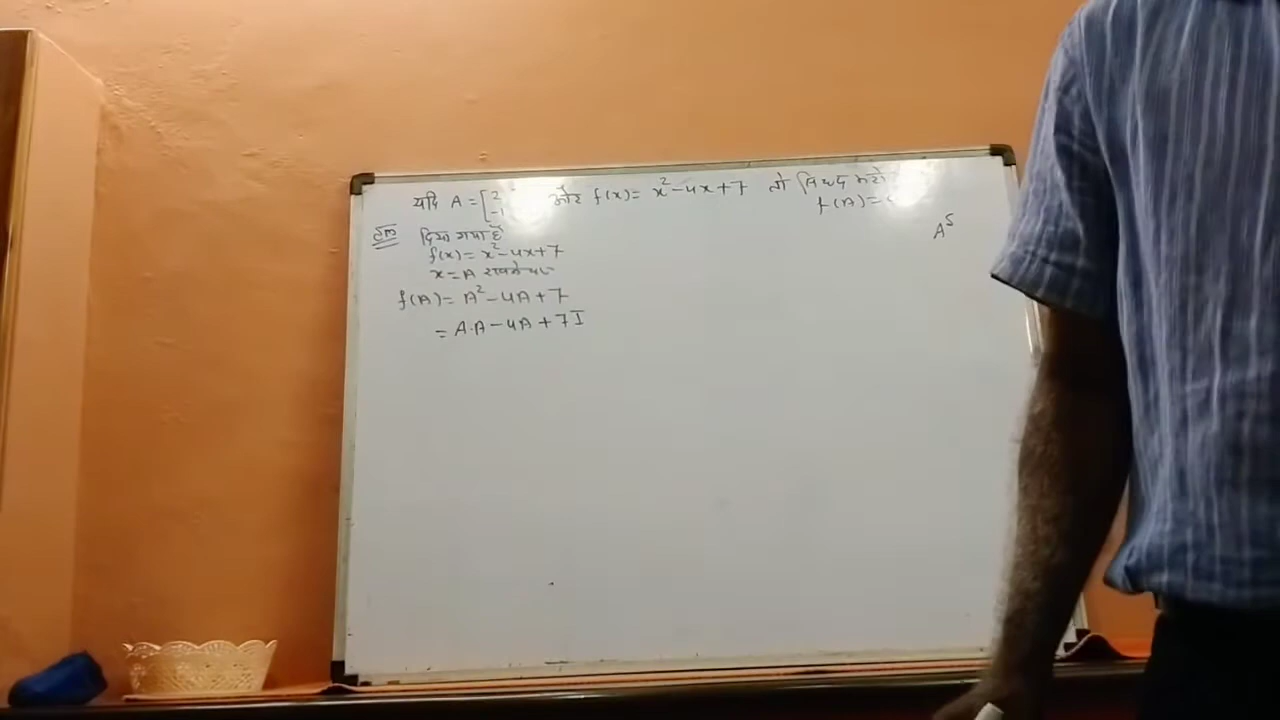 यदि A = [2
-1 और f(x) = x² - 4x + 7 तो सिद्ध करो
f(A) =
A⁵
हल दिया गया है
f(x) = x² - 4x + 7
x = A रखने पर
f(A) = A² - 4A + 7
= A.A - 4A + 7I